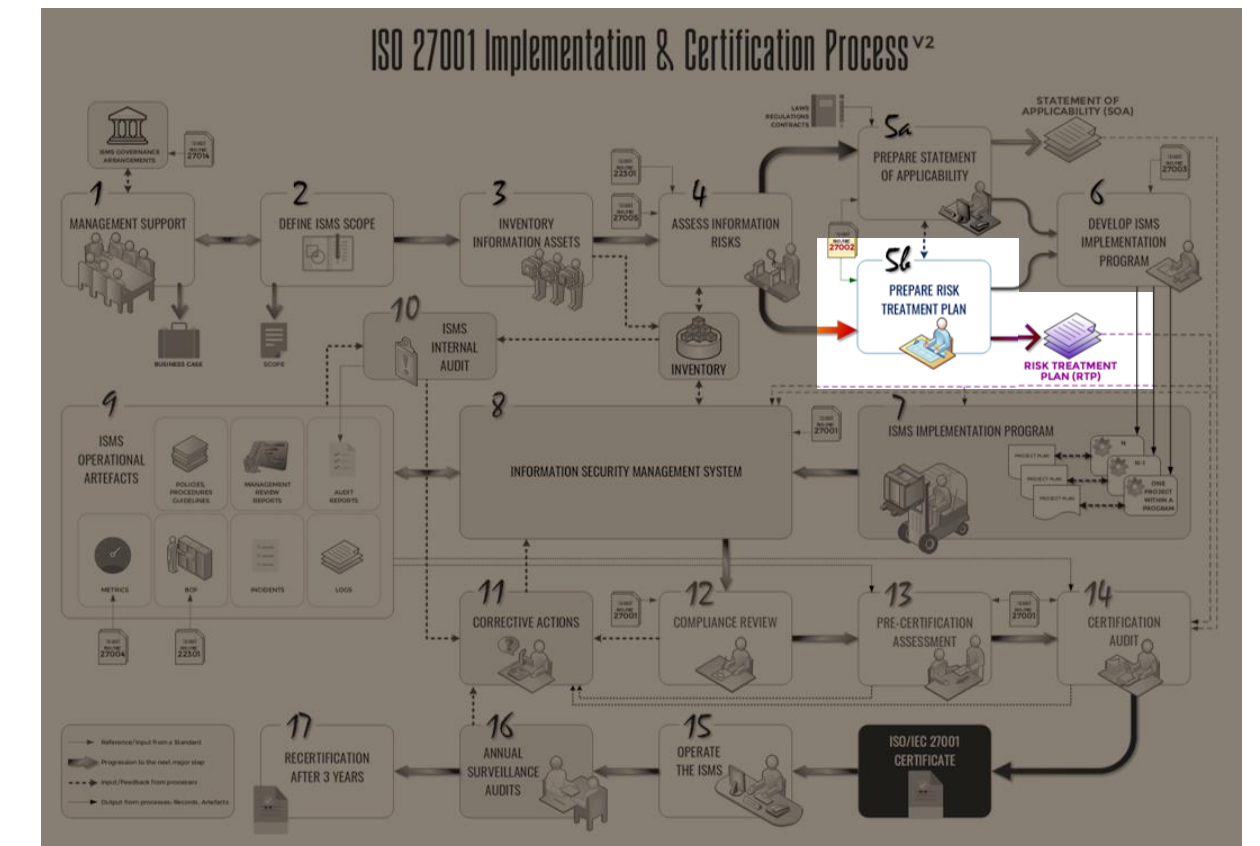 ISO 27001 Implementation & Certification Process V2
ISMS GOVERNANCE
ARRANGEMENTS
27014
1
MANAGEMENT SUPPORT
BUSINESS CASE
2
DEFINE ISMS SCOPE
SCOPE
3
INVENTORY
INFORMATION ASSETS
22301
27005
4
ASSESS INFORMATION
RISKS
LAWS
REGULATIONS
CONTRACTS
5a
PREPARE STATEMENT
OF APPLICABILITY
STATEMENT OF
APPLICABILITY (SOA)
27002
5b
PREPARE RISK
TREATMENT PLAN
RISK TREATMENT
PLAN (RTP)
27003
6
DEVELOP ISMS
IMPLEMENTATION
PROGRAM
10
ISMS
INTERNAL
AUDIT
INVENTORY
9
ISMS
OPERATIONAL
ARTEFACTS
POLICIES,
PROCEDURES
GUIDELINES
MANAGEMENT
REVIEW
REPORTS
AUDIT
REPORTS
METRICS
BCP
INCIDENTS
LOGS
27004
22301
8
INFORMATION SECURITY MANAGEMENT SYSTEM
27001
7
ISMS IMPLEMENTATION PROGRAM
PROJECT PLAN
PROJECT PLAN
PROJECT PLAN
N
N-1
ONE
PROJECT
WITHIN A
PROGRAM
11
CORRECTIVE ACTIONS
27001
12
COMPLIANCE REVIEW
13
PRE-CERTIFICATION
ASSESSMENT
27001
14
CERTIFICATION
AUDIT
Reference/Input from a Standard
Progression to the next major step
Input/Feedback from processes
Output from processes, Records, Artefacts
17
RECERTIFICATION
AFTER 3 YEARS
16
ANNUAL
SURVEILLANCE
AUDITS
15
OPERATE
THE ISMS
ISO/IEC 27001
CERTIFICATE